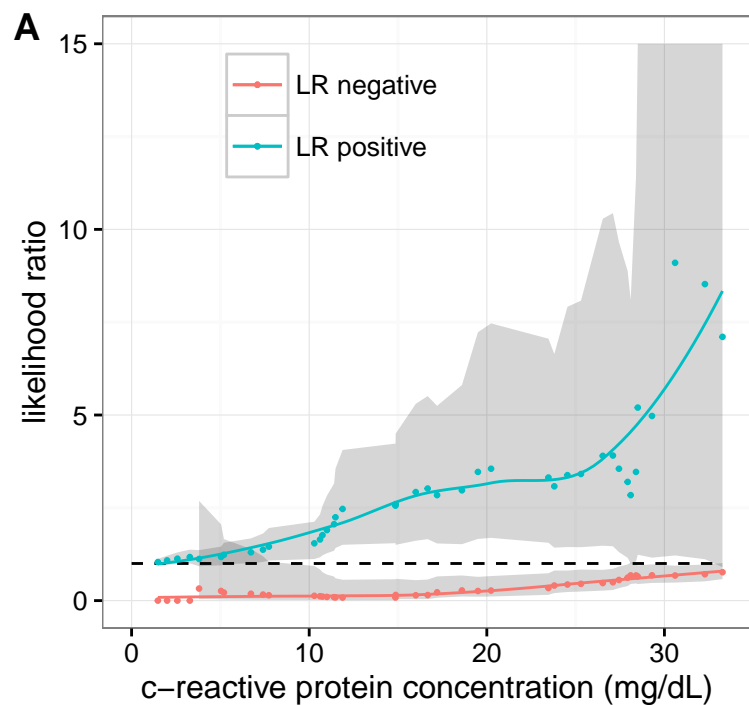 A
15
LR negative
LR positive
10
5
0
likelihood ratio
0 10 20 30
c-reactive protein concentration (mg/dL)